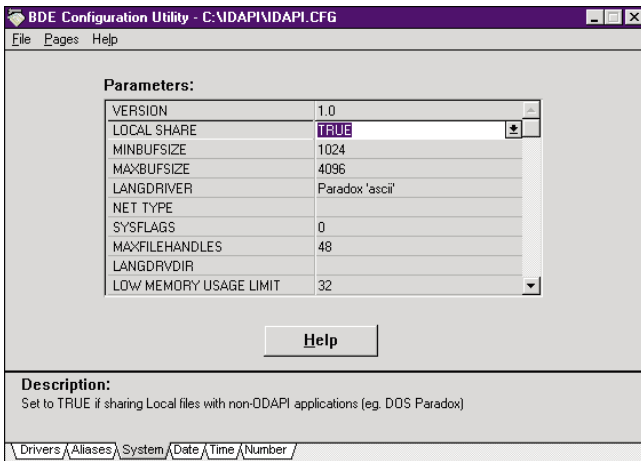 BDE Configuration Utility - C:\IDAPI\IDAPI.CFG
File Pages Help
Parameters:
VERSION 1.0
LOCAL SHARE TRUE
MINBUFSIZE 1024
MAXBUFSIZE 4096
LANGDRIVER Paradox 'ascii'
NET TYPE
SYSFLAGS 0
MAXFILEHANDLES 48
LANGDRVDIR
LOW MEMORY USAGE LIMIT 32
Help
Description:
Set to TRUE if sharing Local files with non-ODAPI applications (eg. DOS Paradox)
Drivers Aliases System Date Time Number